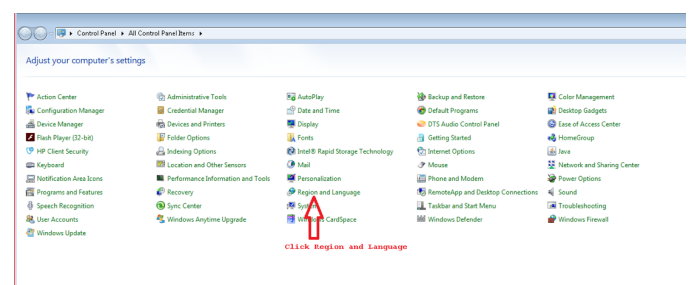 Control Panel ▸ All Control Panel Items ▸
Adjust your computer's settings
Action Center Administrative Tools AutoPlay Backup and Restore Color Management
Configuration Manager Credential Manager Date and Time Default Programs Desktop Gadgets
Device Manager Devices and Printers Display DTS Audio Control Panel Ease of Access Center
Flash Player (32-bit) Folder Options Fonts Getting Started HomeGroup
HP Client Security Indexing Options Intel® Rapid Storage Technology Internet Options Java
Keyboard Location and Other Sensors Mail Mouse Network and Sharing Center
Notification Area Icons Performance Information and Tools Personalization Phone and Modem Power Options
Programs and Features Recovery Region and Language RemoteApp and Desktop Connections Sound
Speech Recognition Sync Center System Taskbar and Start Menu Troubleshooting
User Accounts Windows Anytime Upgrade Windows CardSpace Windows Defender Windows Firewall
Windows Update
Click Region and Language